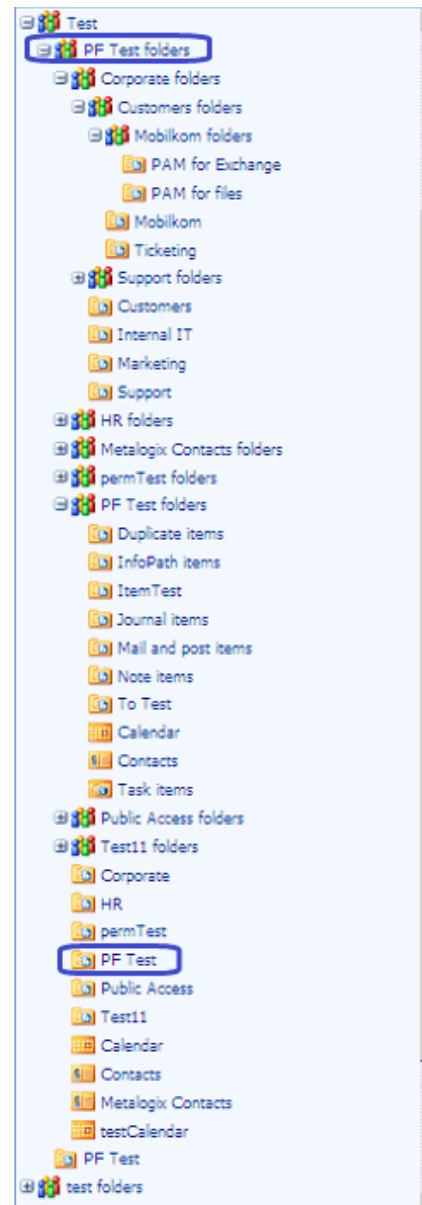 Test
PF Test folders
Corporate folders
Customers folders
Mobilkom folders
PAM for Exchange
PAM for files
Mobilkom
Ticketing
Support folders
Customers
Internal IT
Marketing
Support
HR folders
Metalogix Contacts folders
permTest folders
PF Test folders
Duplicate items
InfoPath items
ItemTest
Journal items
Mail and post items
Note items
To Test
Calendar
Contacts
Task items
Public Access folders
Test11 folders
Corporate
HR
permTest
PF Test
Public Access
Test11
Calendar
Contacts
Metalogix Contacts
testCalendar
PF Test
test folders